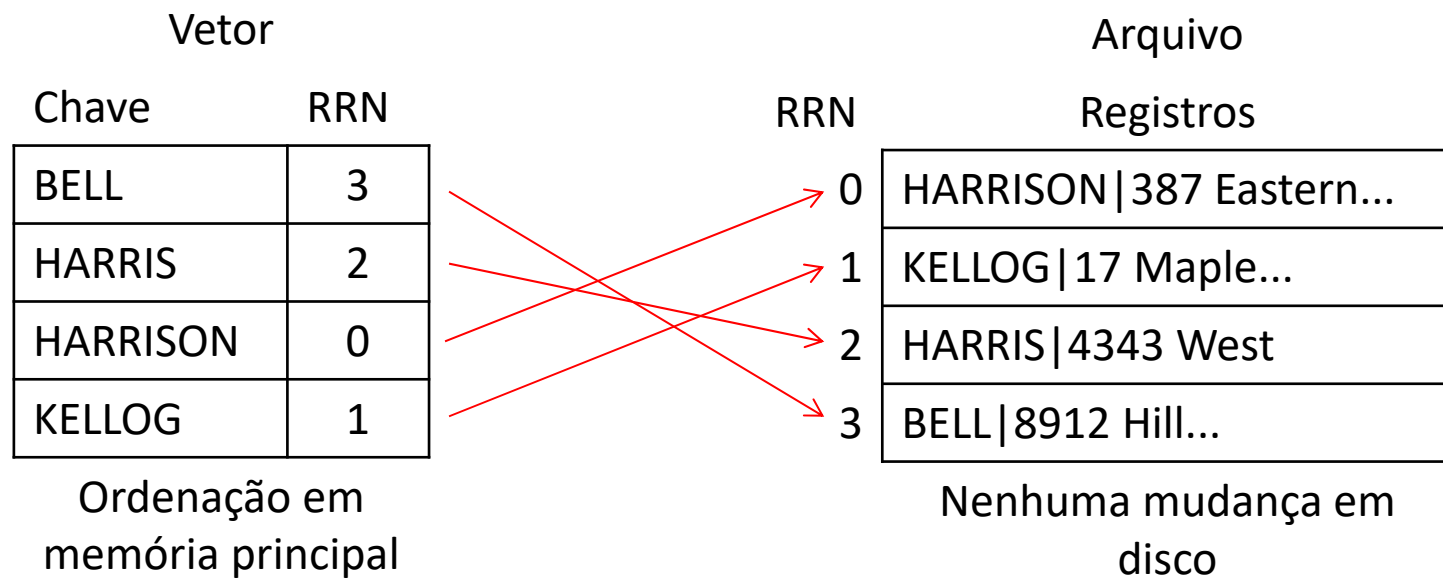 Vetor
Chave RRN
BELL 3
HARRIS 2
HARRISON 0
KELLOG 1
Ordenação em
memória principal
Arquivo
RRN Registros
0 HARRISON|387 Eastern...
1 KELLOG|17 Maple...
2 HARRIS|4343 West
3 BELL|8912 Hill...
Nenhuma mudança em
disco